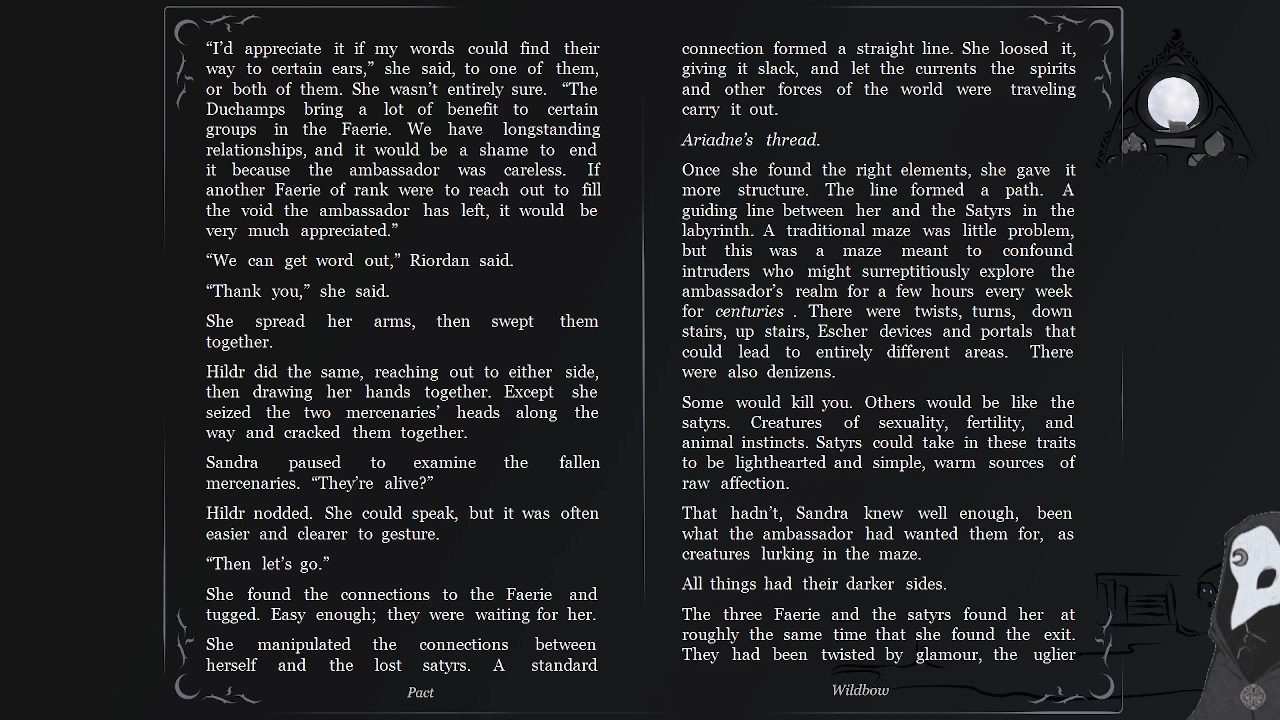 “I’d appreciate it if my words could find their
way to certain ears,” she said, to one of them,
or both of them. She wasn’t entirely sure. “The
Duchamps bring a lot of benefit to certain
groups in the Faerie. We have longstanding
relationships, and it would be a shame to end
it because the ambassador was careless. If
another Faerie of rank were to reach out to fill
the void the ambassador has left, it would be
very much appreciated.”
“We can get word out,” Riordan said.
“Thank you,” she said.
She spread her arms, then swept them
together.
Hildr did the same, reaching out to either side,
then drawing her hands together. Except she
seized the two mercenaries’ heads along the
way and cracked them together.
Sandra paused to examine the fallen
mercenaries. “They’re alive?”
Hildr nodded. She could speak, but it was often
easier and clearer to gesture.
“Then let’s go.”
She found the connections to the Faerie and
tugged. Easy enough; they were waiting for her.
She manipulated the connections between
herself and the lost satyrs. A standard
Pact
connection formed a straight line. She loosed it,
giving it slack, and let the currents the spirits
and other forces of the world were traveling
carry it out.
Ariadne’s thread.
Once she found the right elements, she gave it
more structure. The line formed a path. A
guiding line between her and the Satyrs in the
labyrinth. A traditional maze was little problem,
but this was a maze meant to confound
intruders who might surreptitiously explore the
ambassador’s realm for a few hours every week
for centuries . There were twists, turns, down
stairs, up stairs, Escher devices and portals that
could lead to entirely different areas. There
were also denizens.
Some would kill you. Others would be like the
satyrs. Creatures of sexuality, fertility, and
animal instincts. Satyrs could take in these traits
to be lighthearted and simple, warm sources of
raw affection.
That hadn’t, Sandra knew well enough, been
what the ambassador had wanted them for, as
creatures lurking in the maze.
All things had their darker sides.
The three Faerie and the satyrs found her at
roughly the same time that she found the exit.
They had been twisted by glamour, the uglier
Wildbow